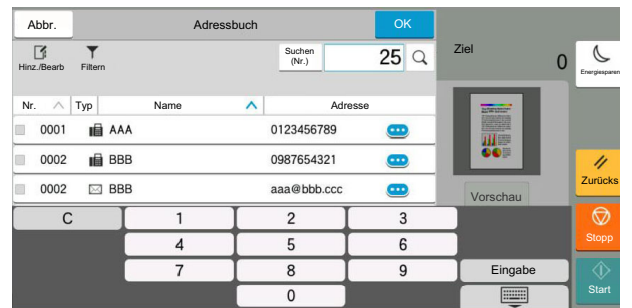 Abbr. Adressbuch OK
Hinz./Bearb Filtern Suchen (Nr.) 25
Ziel 0
Energiesparen
Nr. Typ Name Adresse
0001 AAA 0123456789
0002 BBB 0987654321
0002 BBB aaa@bbb.ccc
Vorschau
Zurücks
C 1 2 3
4 5 6
7 8 9 Eingabe
0
Stopp
Start